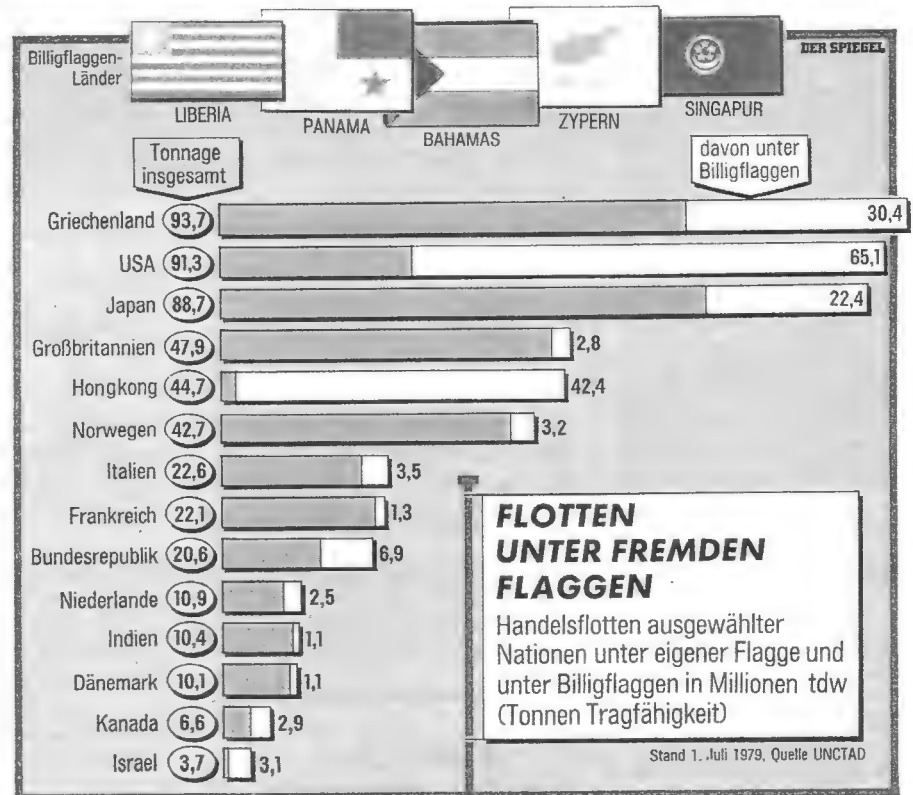 Billigflaggen-
Länder
DER SPIEGEL
LIBERIA
PANAMA
BAHAMAS
ZYPERN
SINGAPUR
Tonnage
insgesamt
davon unter
Billigflaggen
Griechenland 93,7 30,4
USA 91,3 65,1
Japan 88,7 22,4
Großbritannien 47,9 2,8
Hongkong 44,7 42,4
Norwegen 42,7 3,2
Italien 22,6 3,5
Frankreich 22,1 1,3
Bundesrepublik 20,6 6,9
Niederlande 10,9 2,5
Indien 10,4 1,1
Dänemark 10,1 1,1
Kanada 6,6 2,9
Israel 3,7 3,1
FLOTTEN
UNTER FREMDEN
FLAGGEN
Handelsflotten ausgewählter
Nationen unter eigener Flagge und
unter Billigflaggen in Millionen tdw
(Tonnen Tragfähigkeit)
Stand 1. Juli 1979, Quelle UNCTAD